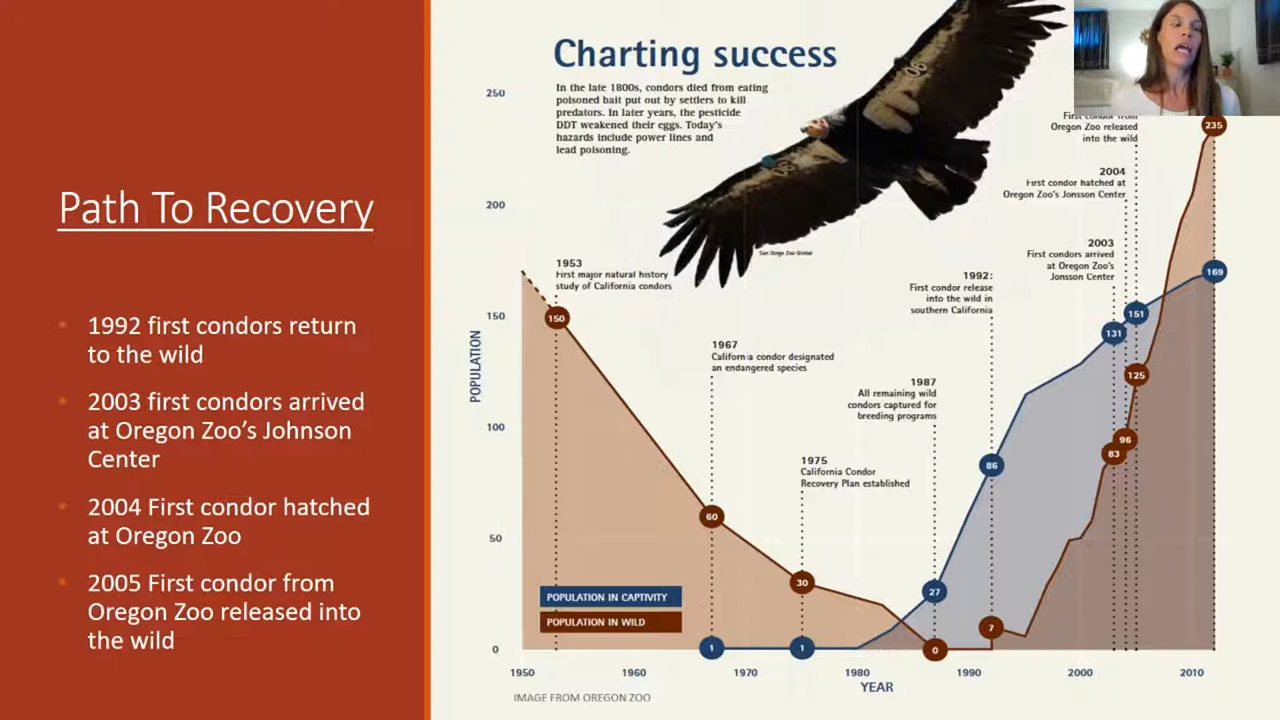 Path To Recovery
1992 first condors return
to the wild
2003 first condors arrived
at Oregon Zoo’s Johnson
Center
2004 First condor hatched
at Oregon Zoo
2005 First condor from
Oregon Zoo released into
the wild
Charting success
In the late 1800s, condors died from eating
poisoned bait put out by settlers to kill
predators. In later years, the pesticide
DDT weakened their eggs. Today's
hazards include power lines and
lead poisoning.
San Diego Zoo Global
POPULATION
250
200
150
100
50
0
1953
First major natural history
study of California condors
150
1967
California condor designated
an endangered species
60
1975
California Condor
Recovery Plan established
30
1987
All remaining wild
condors captured for
breeding programs
27
0
1992:
First condor release
into the wild in
southern California
86
7
2003
First condors arrived
at Oregon Zoo's
Jonsson Center
131
83
2004
First condor hatched at
Oregon Zoo's Jonsson Center
96
First condor from
Oregon Zoo released
into the wild
151
125
235
169
1
1
POPULATION IN CAPTIVITY
POPULATION IN WILD
1950
1960
1970
1980
1990
2000
2010
YEAR
IMAGE FROM OREGON ZOO